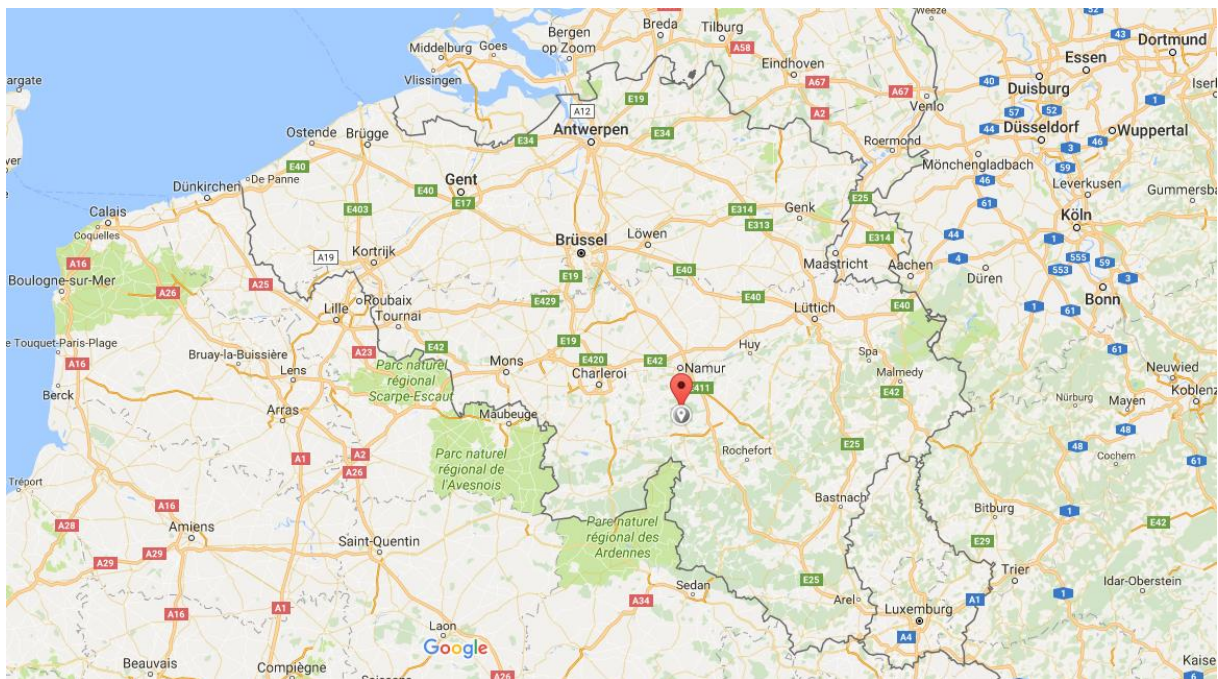 Weeze
Breda
Tilburg
Bergen
op Zoom
Middelburg
Goes
A58
52
43
Dortmund
Vlissingen
Eindhoven
A67
Essen
A67
40
Duisburg
E19
A12
A2
Venlo
57
52
1
Ostende
Brügge
E34
Antwerpen
E34
44
Düsseldorf
46
Wuppertal
E40
Roermond
Mönchengladbach
3
De Panne
Gent
59
Dünkirchen
E40
E17
46
Leverkusen
Gummersba
Calais
E403
E314
Genk
E25
61
Coquelles
E313
E314
44
1
Köln
4
A16
Kortrijk
Brüssel
Löwen
A19
Maastricht
Aachen
4
555
553
59
3
Boulogne-sur-Mer
E19
E40
Düren
A26
A25
Roubaix
E429
E40
Lüttich
E40
1
61
Bonn
Lille
Tournai
Touquet-Paris-Plage
E19
E42
E420
E42
Huy
61
A16
Bruay-la-Buissière
A23
Parc naturel
régional
Scarpe-Escaut
Mons
Charleroi
Namur
Spa
Malmedy
Neuwied
Lens
E411
E42
Koblenz
Berck
Nürburg
Mayen
Arras
Maubeuge
48
Rochefort
E25
48
A1
A2
Parc naturel
régional de
l'Avesnois
Cochem
61
A26
Tréport
Bastnach
A16
Bitburg
A28
Amiens
Parc naturel
régional des
Ardennes
1
E42
Saint-Quentin
E29
A29
A29
Trier
Sedan
E25
Idar-Oberstein
A16
A1
A34
Arel
Luxemburg
A1
1
Laon
Google
A4
Beauvais
Compiègne
A26
Kaise
6